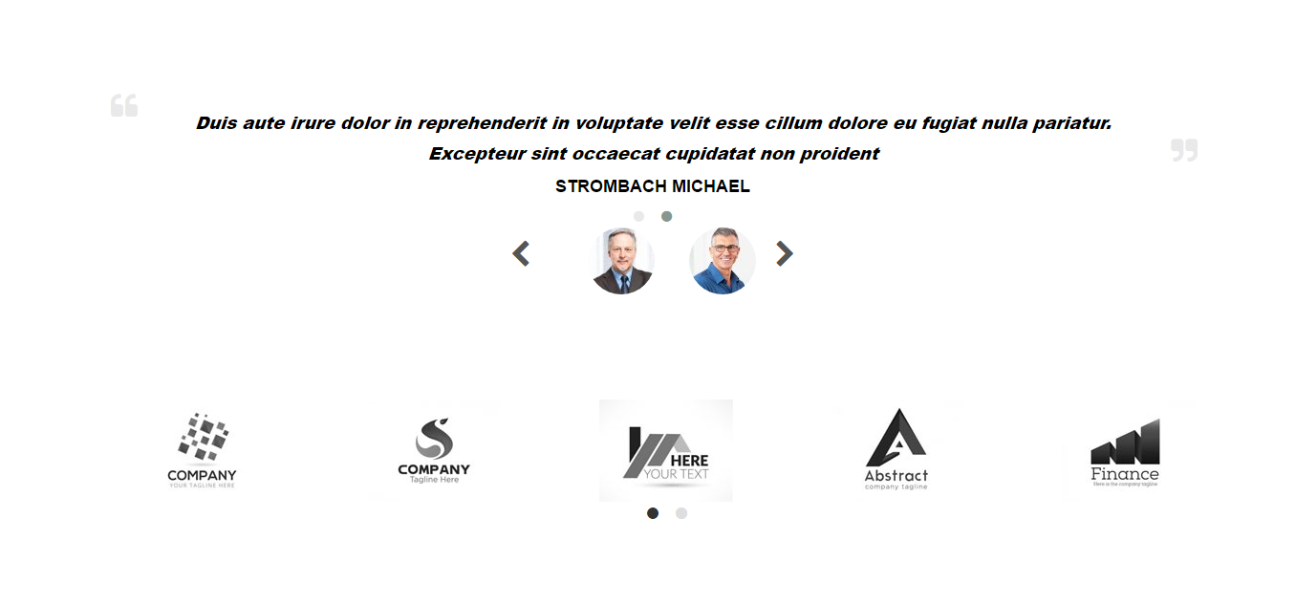 Duis aute irure dolor in reprehenderit in voluptate velit esse cillum dolore eu fugiat nulla pariatur.
Excepteur sint occaecat cupidatat non proident
STROMBACH MICHAEL
COMPANY
YOUR TAGLINE HERE
COMPANY
Tagline Here
HERE
YOUR TEXT
Abstract
company tagline
Finance
Here is the company tagline